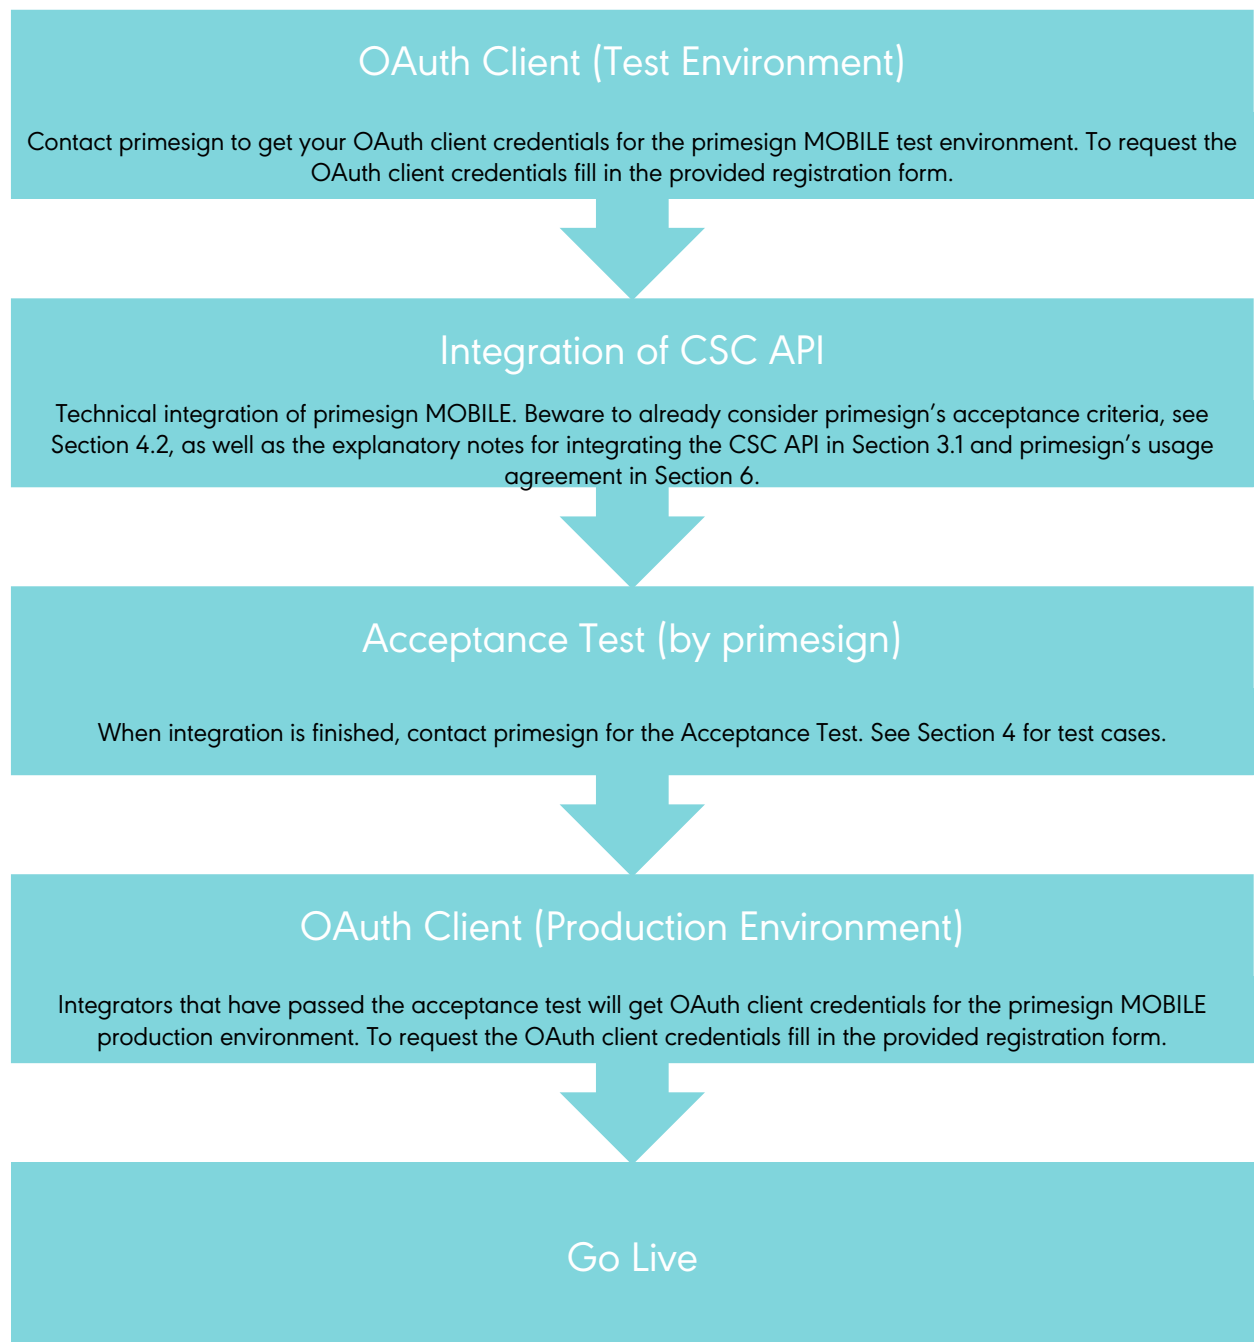 OAuth Client (Test Environment)
Contact primesign to get your OAuth client credentials for the primesign MOBILE test environment. To request the
OAuth client credentials fill in the provided registration form.
Integration of CSC API
Technical integration of primesign MOBILE. Beware to already consider primesign’s acceptance criteria, see
Section 4.2, as well as the explanatory notes for integrating the CSC API in Section 3.1 and primesign’s usage
agreement in Section 6.
Acceptance Test (by primesign)
When integration is finished, contact primesign for the Acceptance Test. See Section 4 for test cases.
OAuth Client (Production Environment)
Integrators that have passed the acceptance test will get OAuth client credentials for the primesign MOBILE
production environment. To request the OAuth client credentials fill in the provided registration form.
Go Live